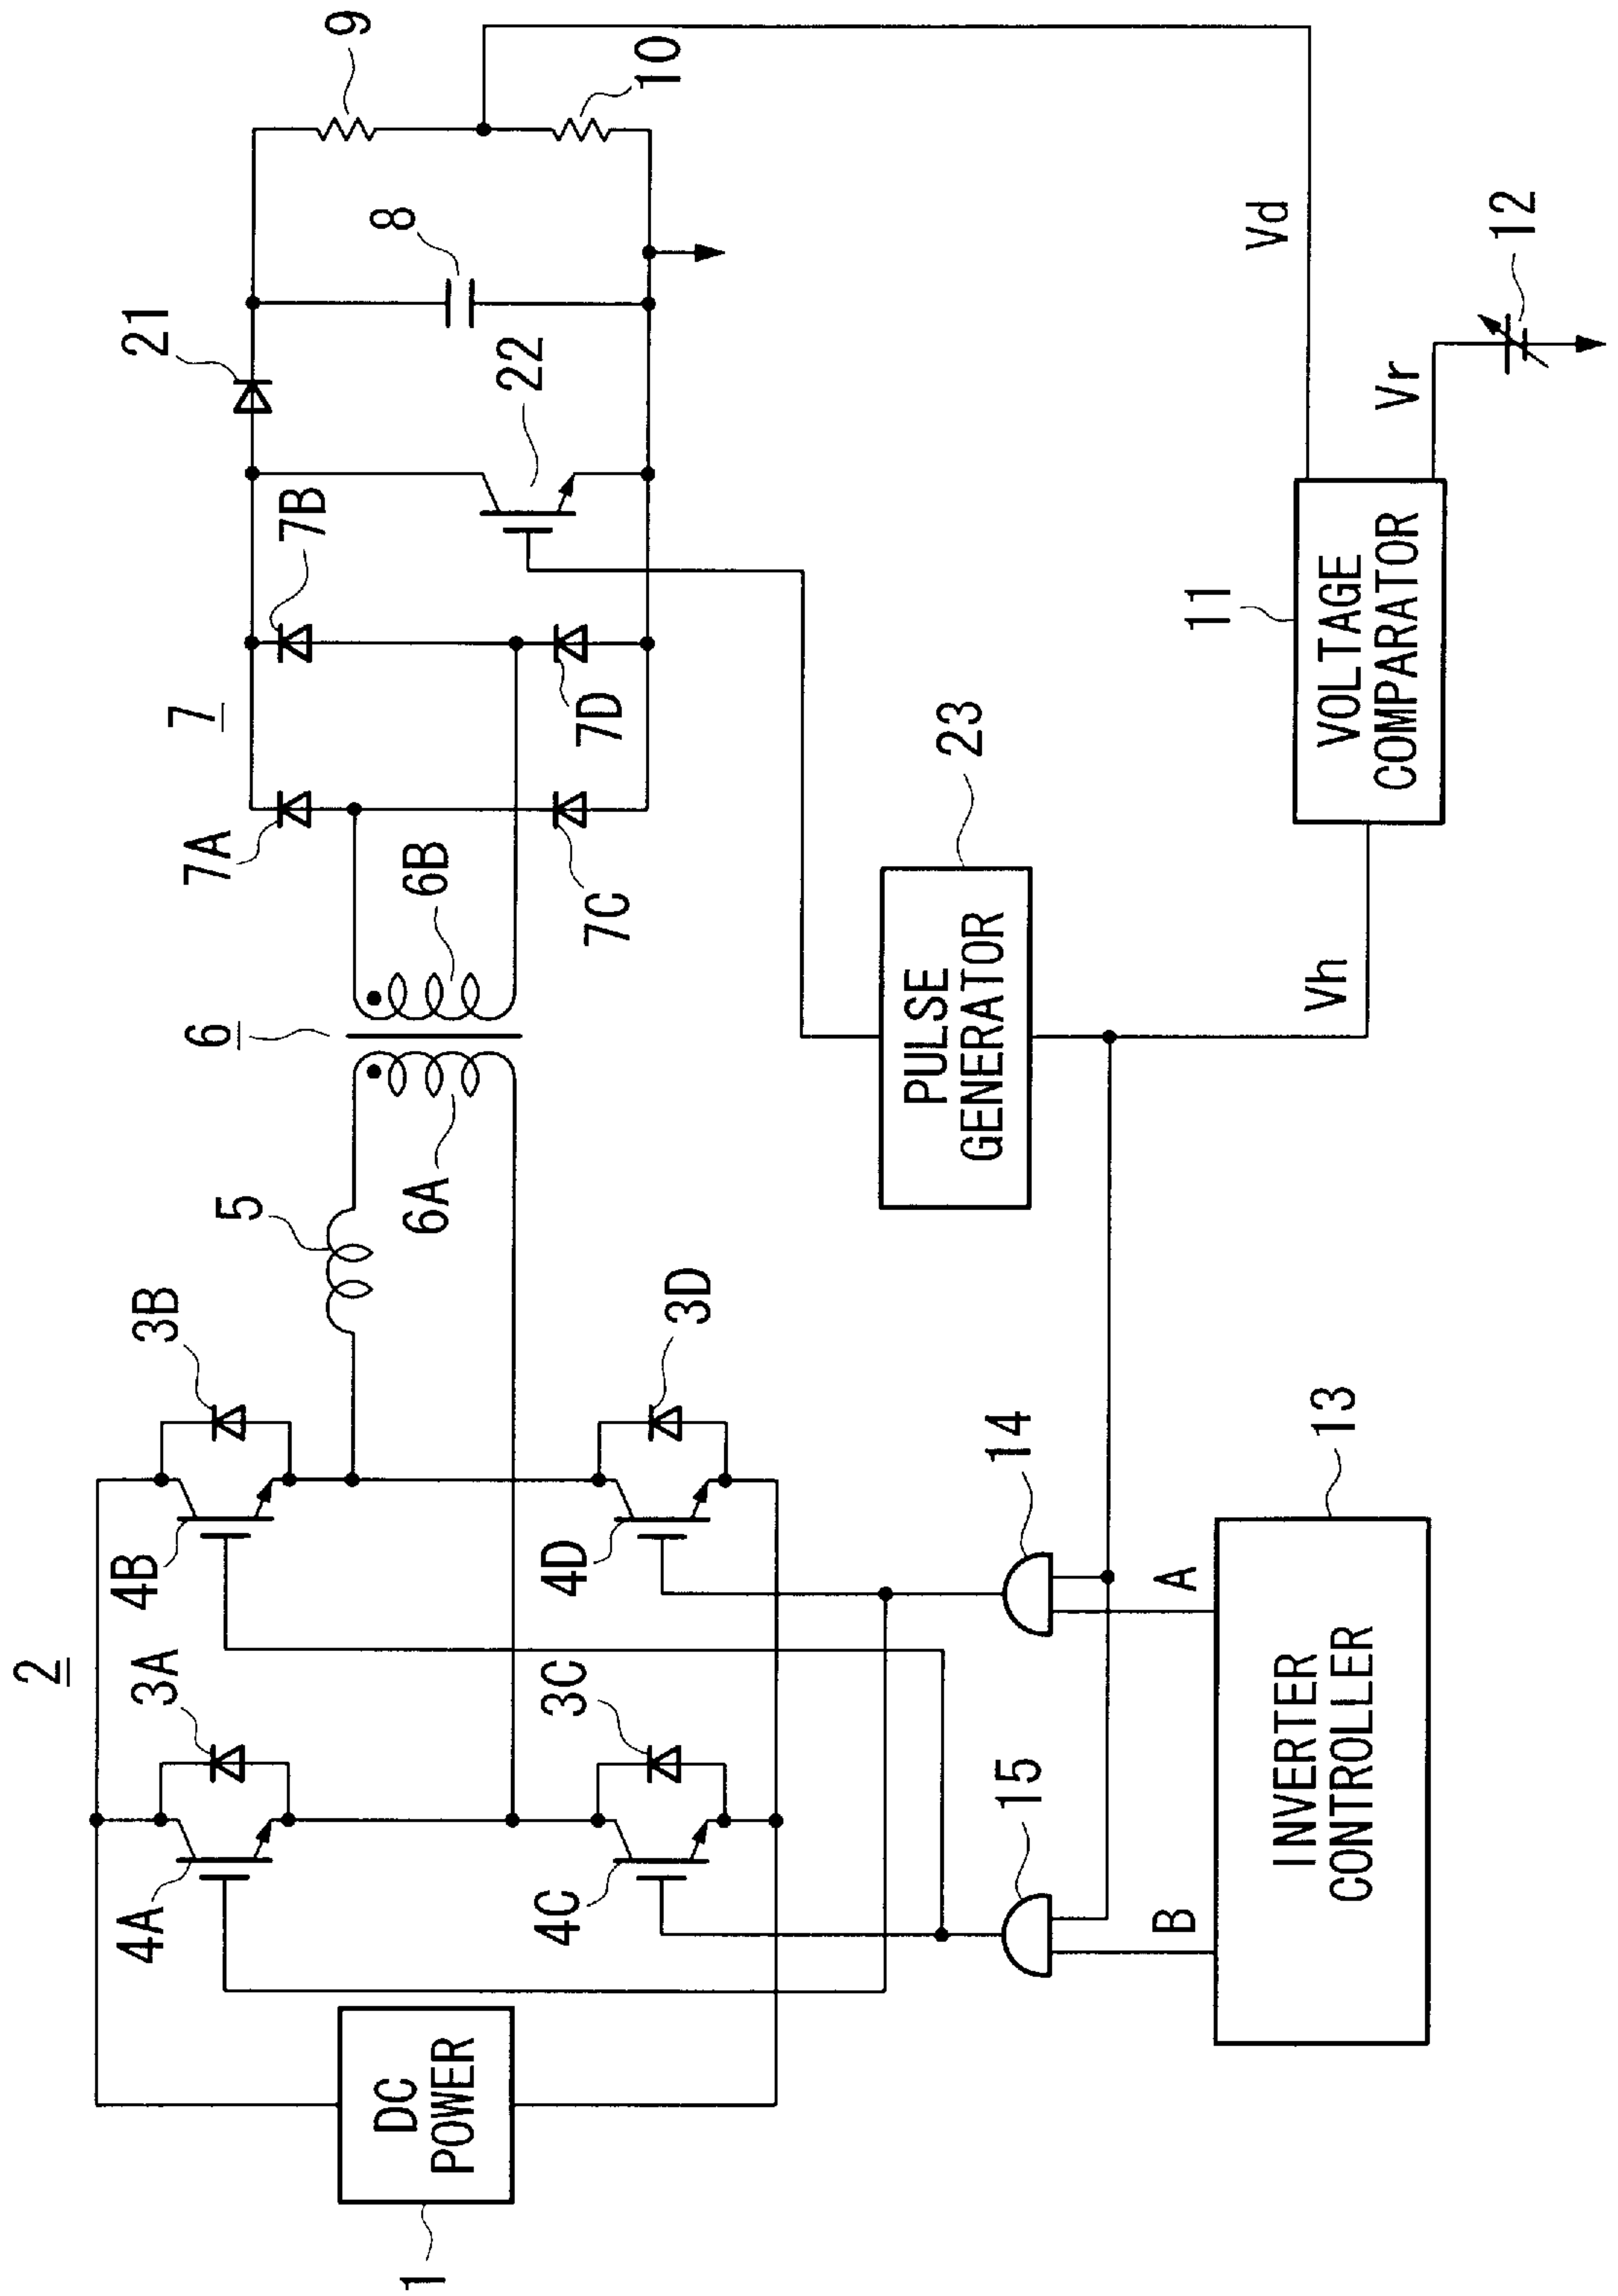 2
3A
3B
4A
4B
3C
3D
4C
4D
5
6
6A
6B
7
7A
7B
7C
7D
21
22
8
9
10
DC
POWER
1
PULSE
GENERATOR
23
15
14
B
A
INVERTER
CONTROLLER
13
Vh
VOLTAGE
COMPARATOR
11
Vd
Vr
12